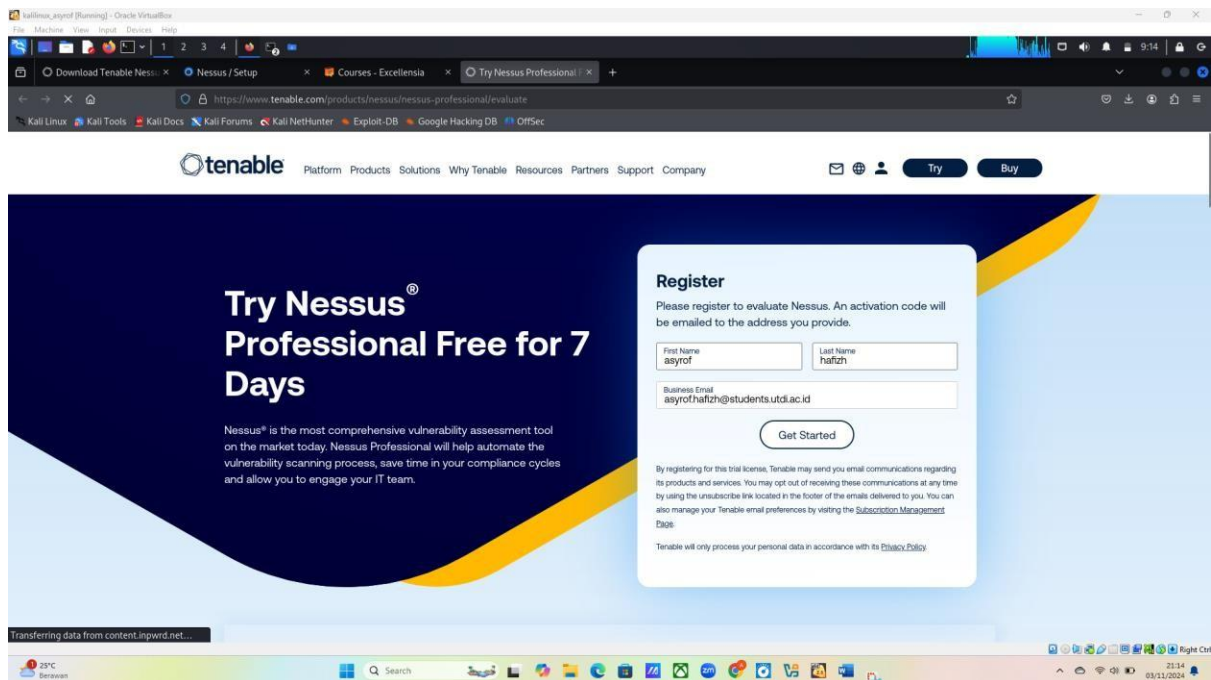 kalilinux_asyrof [Running] - Oracle VirtualBox
File Machine View Input Devices Help
1 2 3 4
9:14
Download Tenable Nessu
Nessus / Setup
Courses - Excellensia
Try Nessus Professional F
https://www.tenable.com/products/nessus/nessus-professional/evaluate
Kali Linux Kali Tools Kali Docs Kali Forums Kali NetHunter Exploit-DB Google Hacking DB OffSec
tenable
Platform Products Solutions Why Tenable Resources Partners Support Company
Try
Buy
Try Nessus®
Professional Free for 7
Days
Nessus® is the most comprehensive vulnerability assessment tool
on the market today. Nessus Professional will help automate the
vulnerability scanning process, save time in your compliance cycles
and allow you to engage your IT team.
Register
Please register to evaluate Nessus. An activation code will
be emailed to the address you provide.
First Name
asyrof
Last Name
hafizh
Business Email
asyrof.hafizh@students.utdi.ac.id
Get Started
By registering for this trial license, Tenable may send you email communications regarding
its products and services. You may opt out of receiving these communications at any time
by using the unsubscribe link located in the footer of the emails delivered to you. You can
also manage your Tenable email preferences by visiting the Subscription Management
Page.
Tenable will only process your personal data in accordance with its Privacy Policy.
Transferring data from content.inpwrd.net...
Right Ctrl
1
25°C
Berawan
Search
21:14
03/11/2024